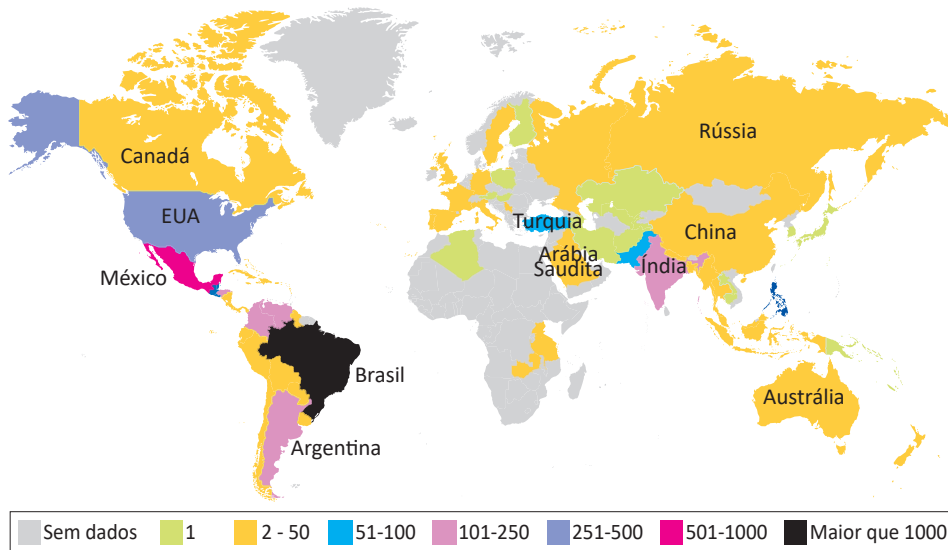 Rússia
Canadá
EUA
Turquia
China
Arábia
Saudita
Índia
México
Brasil
Austrália
Argentina
Sem dados 1 2 - 50 51-100 101-250 251-500 501-1000 Maior que 1000